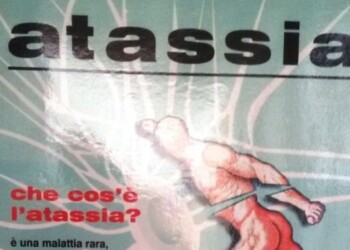 atassia
che cos'è
l'atassia?
è una malattia rara,